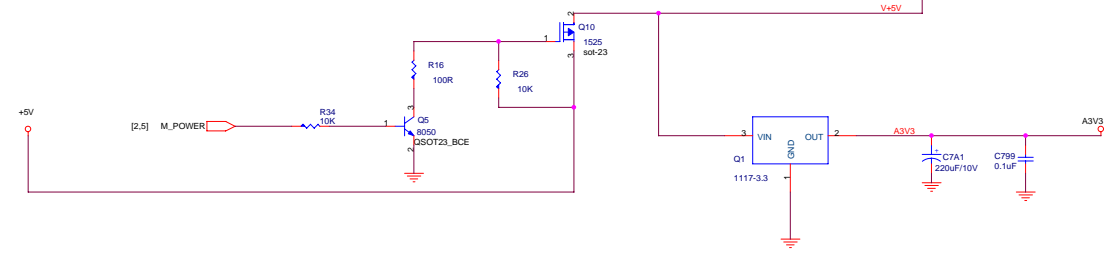 V+5V
2
Q10
1
1525
sot-23
3
R16
100R
R26
10K
+5V
[2,5] M_POWER
R34
10K
3
Q5
1
8050
QSOT23_BCE
2
3 VIN OUT 2
GND
Q1
1
1117-3.3
A3V3
A3V3
+
C7A1
220uF/10V
C799
0.1uF